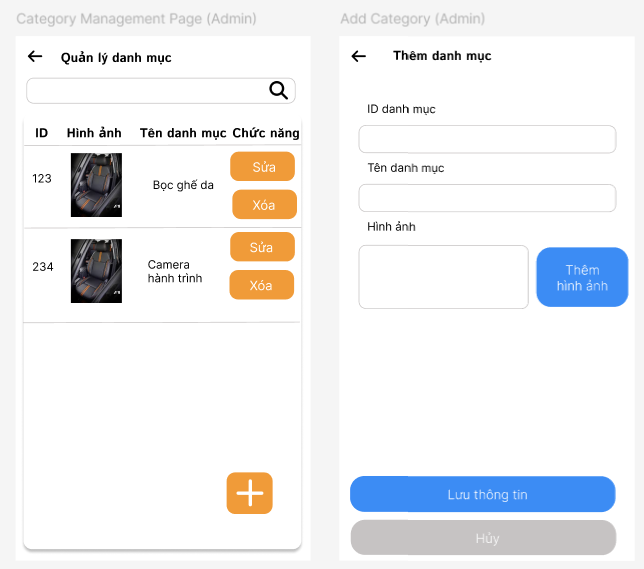 Category Management Page (Admin)
Quản lý danh mục
ID Hình ảnh Tên danh mục Chức năng
123
Bọc ghế da
Sửa
Xóa
234
Camera
hành trình
Sửa
Xóa
Add Category (Admin)
Thêm danh mục
ID danh mục
Tên danh mục
Hình ảnh
Thêm
hình ảnh
Lưu thông tin
Hủy